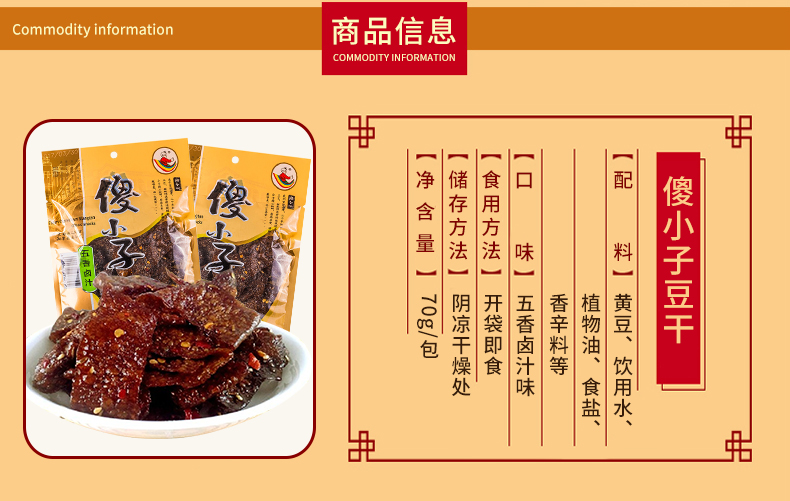 Commodity information
商品信息
COMMODITY INFORMATION
傻小子豆干
【配料】黄豆、饮用水、
植物油、食盐、
香辛料等
【口味】五香卤汁味
【食用方法】开袋即食
【储存方法】阴凉干燥处
【净含量】70g/包
傻小子
五香卤汁
傻小子